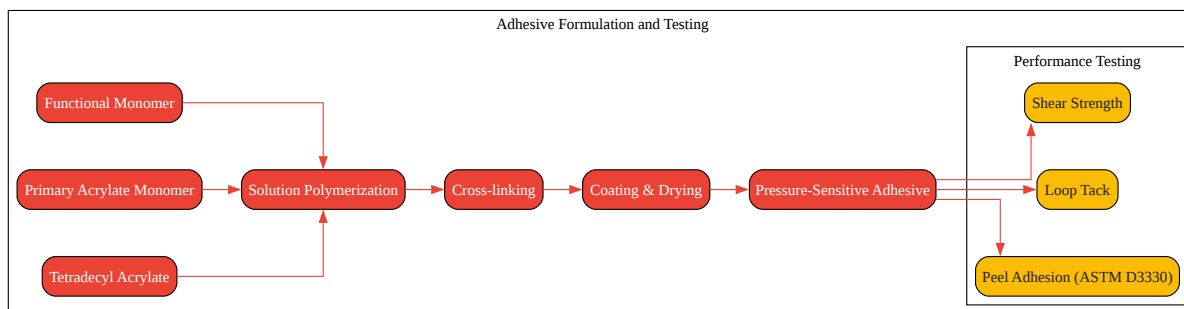 Adhesive Formulation and Testing
Performance Testing
Functional Monomer
Shear Strength
Primary Acrylate Monomer
Solution Polymerization
Cross-linking
Coating & Drying
Pressure-Sensitive Adhesive
Loop Tack
Tetradecyl Acrylate
Peel Adhesion (ASTM D3330)